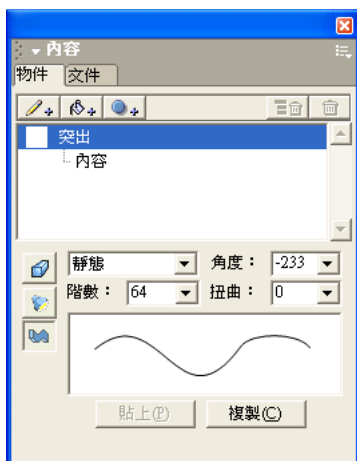 內容
物件 文件
突出
內容
靜態 角度： -233
階數： 64 扭曲： 0
貼上(P) 複製(C)